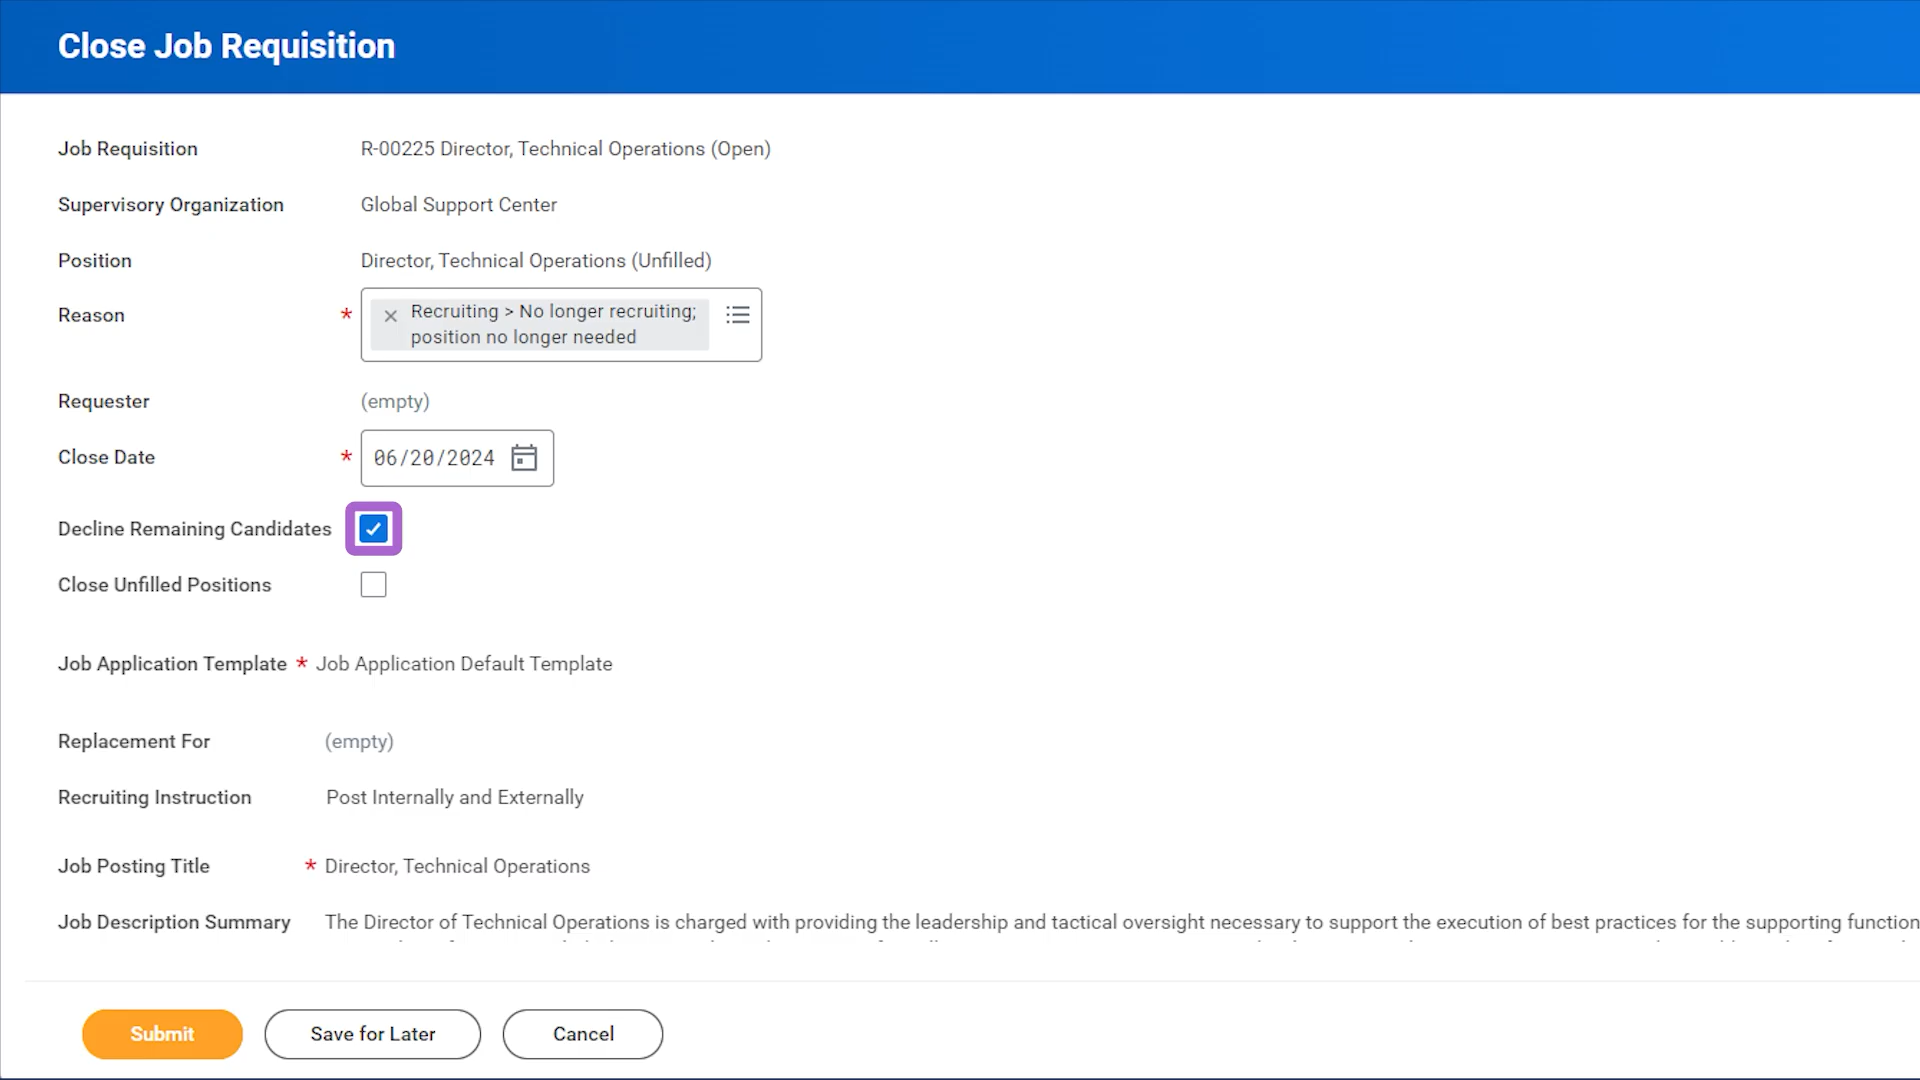 Close Job Requisition
Job Requisition R-00225 Director, Technical Operations (Open)
Supervisory Organization Global Support Center
Position Director, Technical Operations (Unfilled)
Reason * × Recruiting > No longer recruiting;
position no longer needed
Requester (empty)
Close Date * 06/20/2024
Decline Remaining Candidates
Close Unfilled Positions
Job Application Template * Job Application Default Template
Replacement For (empty)
Recruiting Instruction Post Internally and Externally
Job Posting Title * Director, Technical Operations
Job Description Summary The Director of Technical Operations is charged with providing the leadership and tactical oversight necessary to support the execution of best practices for the supporting function
Submit Save for Later Cancel